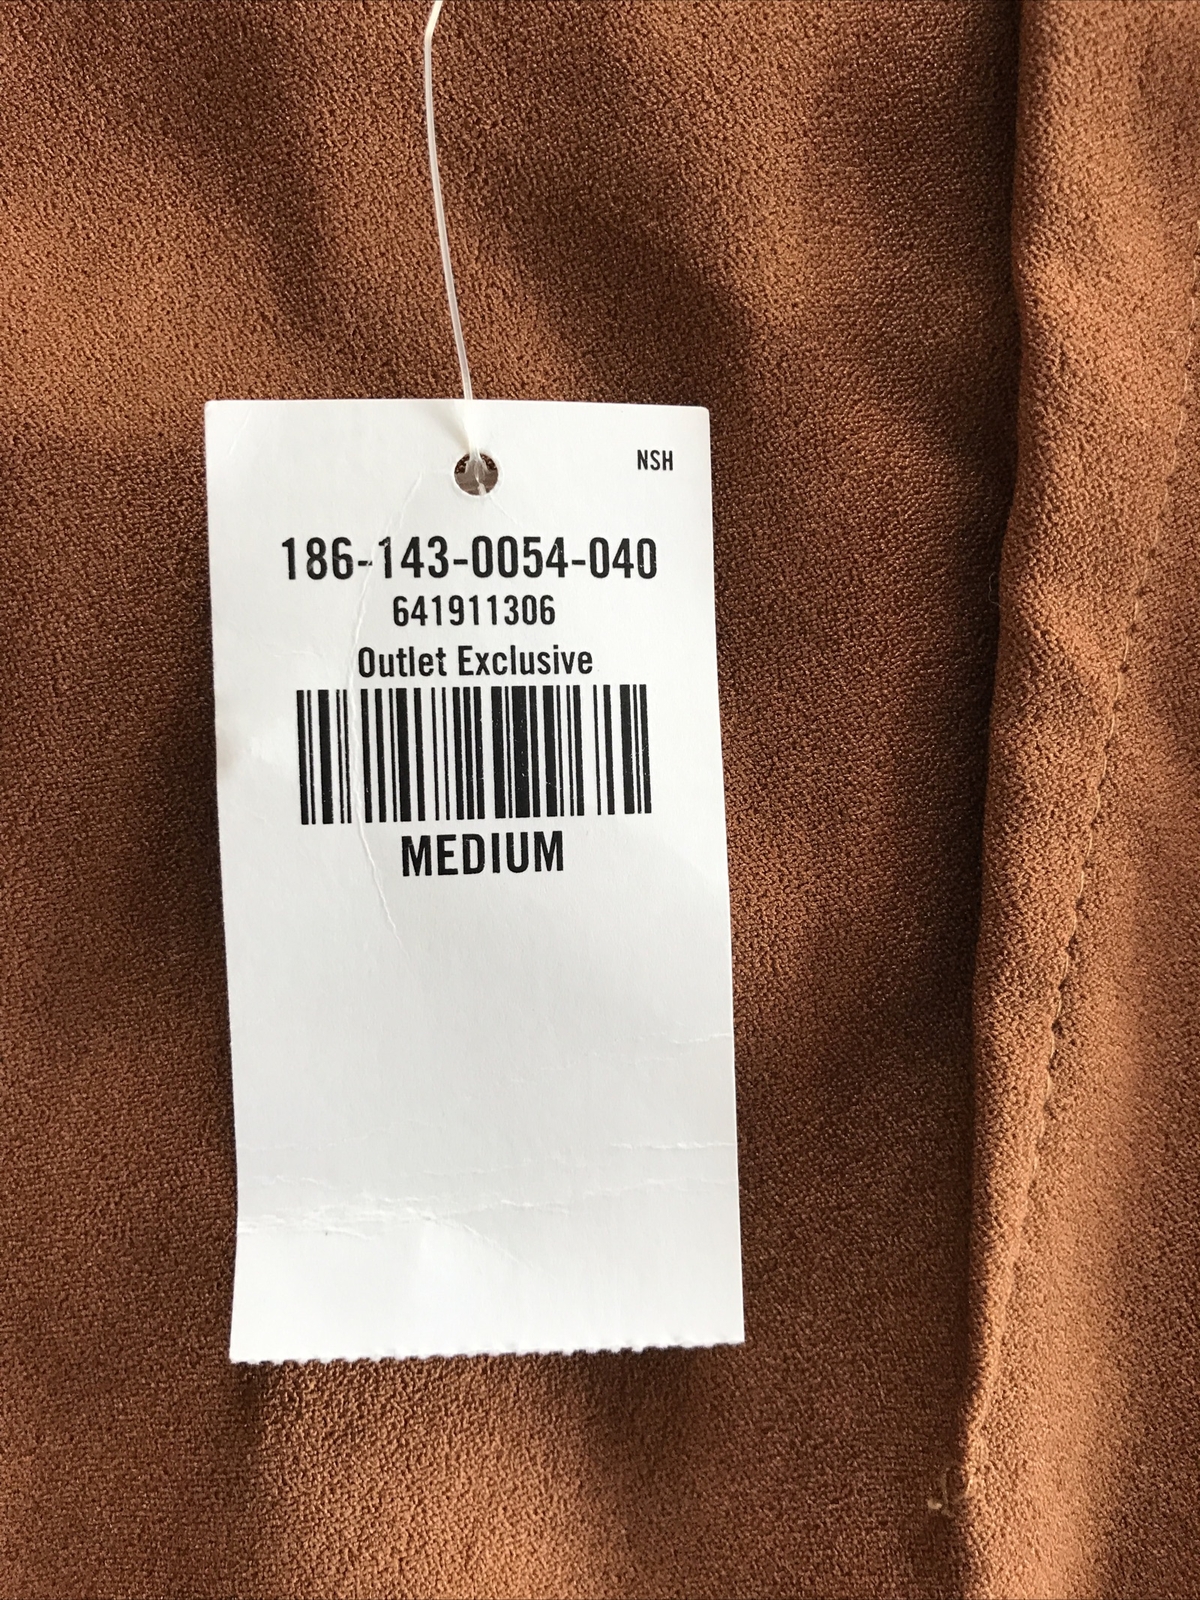 NSH
186-143-0054-040
641911306
Outlet Exclusive
MEDIUM